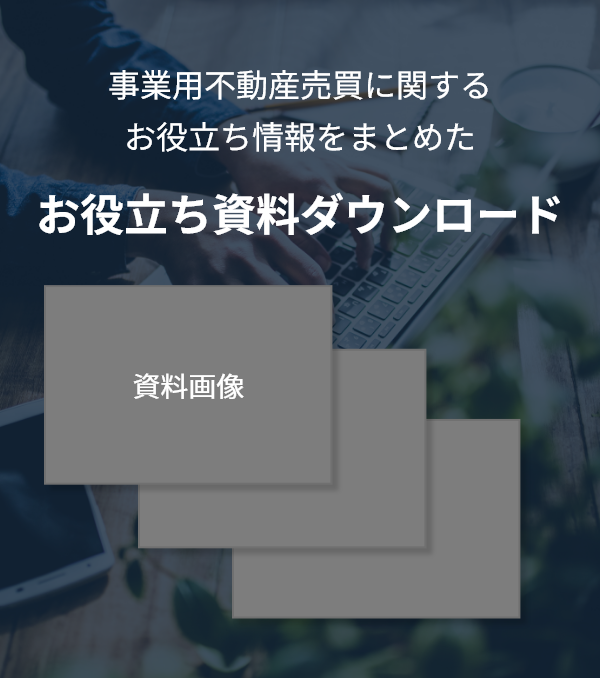 事業用不動産売買に関する
お役立ち情報をまとめた
お役立ち資料ダウンロード
資料画像